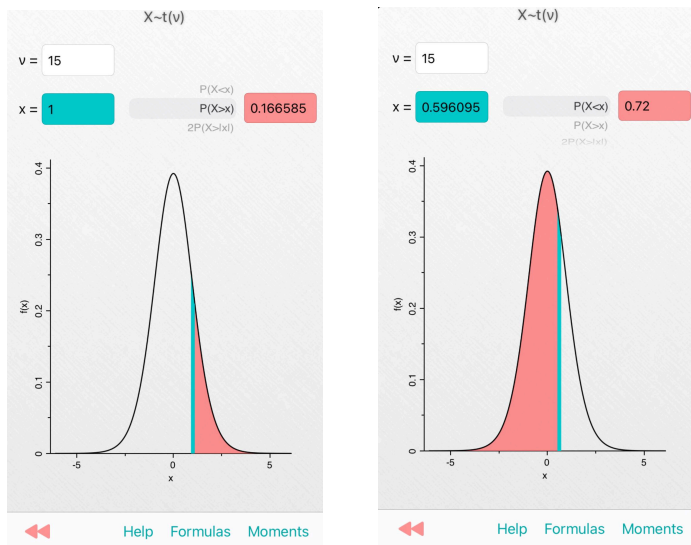 X~t(ν)
ν = 15
P(X<x)
x = 1 P(X>x) 0.166585
2P(X>|x|)
0.4
0.3
0.2
0.1
0
f(x)
-5 0 5
x
Help Formulas Moments
X~t(ν)
ν = 15
x = 0.596095 P(X<x) 0.72
P(X>x)
2P(X>|x|)
0.4
0.3
0.2
0.1
0
f(x)
-5 0 5
x
Help Formulas Moments